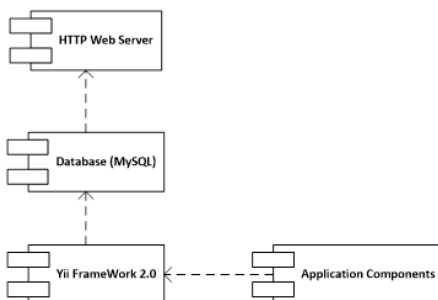 HTTP Web Server
Database (MySQL)
Yii FrameWork 2.0
Application Components